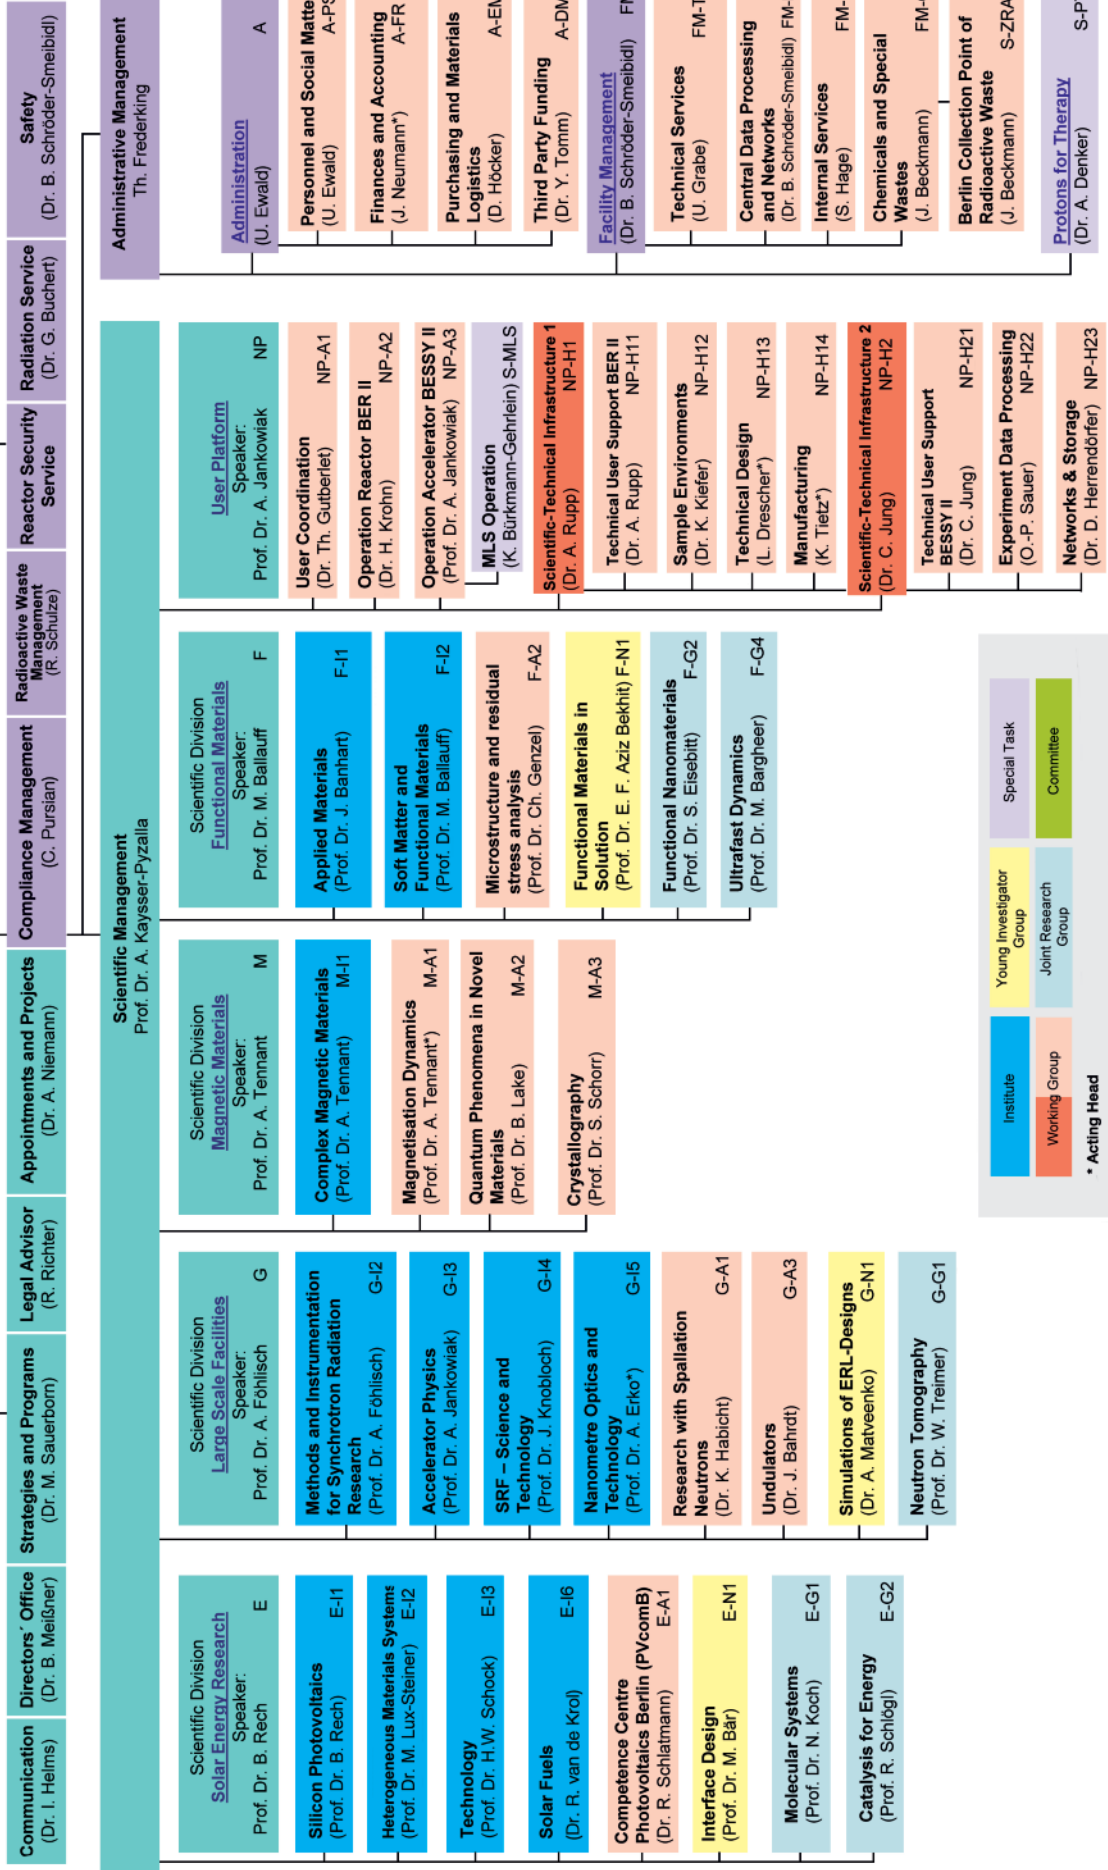 Communication
(Dr. I. Helms)
Directors´ Office
(Dr. B. Meißner)
Strategies and Programs
(Dr. M. Sauerborn)
Legal Advisor
(R. Richter)
Appointments and Projects
(Dr. A. Niemann)
Compliance Management
(C. Pursian)
Radioactive Waste
Management
(R. Schulze)
Reactor Security
Service
Radiation Service
(Dr. G. Buchert)
Safety
(Dr. B. Schröder-Smeibidl)
Scientific Management
Prof. Dr. A. Kaysser-Pyzalla
Administrative Management
Th. Frederking
Scientific Division
Solar Energy Research
Speaker:
Prof. Dr. B. Rech E
Silicon Photovoltaics
(Prof. Dr. B. Rech) E-I1
Heterogeneous Materials Systems
(Prof. Dr. M. Lux-Steiner) E-I2
Technology
(Prof. Dr. H.W. Schock) E-I3
Solar Fuels
(Dr. R. van de Krol) E-I6
Competence Centre
Photovoltaics Berlin (PVcomB)
(Dr. R. Schlatmann) E-A1
Interface Design
(Prof. Dr. M. Bär) E-N1
Molecular Systems
(Prof. Dr. N. Koch) E-G1
Catalysis for Energy
(Prof. R. Schlögl) E-G2
Scientific Division
Large Scale Facilities
Speaker:
Prof. Dr. A. Föhlisch G
Methods and Instrumentation
for Synchrotron Radiation
Research
(Prof. Dr. A. Föhlisch) G-I2
Accelerator Physics
(Prof. Dr. A. Jankowiak) G-I3
SRF – Science and
Technology
(Prof. Dr. J. Knobloch) G-I4
Nanometre Optics and
Technology
(Prof. Dr. A. Erko*) G-I5
Research with Spallation
Neutrons
(Dr. K. Habicht) G-A1
Undulators
(Dr. J. Bahrdt) G-A3
Simulations of ERL-Designs
(Dr. A. Matveenko) G-N1
Neutron Tomography
(Prof. Dr. W. Treimer) G-G1
Scientific Division
Magnetic Materials
Speaker:
Prof. Dr. A. Tennant M
Complex Magnetic Materials
(Prof. Dr. A. Tennant) M-I1
Magnetisation Dynamics
(Prof. Dr. A. Tennant*) M-A1
Quantum Phenomena in Novel
Materials
(Prof. Dr. B. Lake) M-A2
Crystallography
(Prof. Dr. S. Schorr) M-A3
Scientific Division
Functional Materials
Speaker:
Prof. Dr. M. Ballauff F
Applied Materials
(Prof. Dr. J. Banhart) F-I1
Soft Matter and
Functional Materials
(Prof. Dr. M. Ballauff) F-I2
Microstructure and residual
stress analysis
(Prof. Dr. Ch. Genzel) F-A2
Functional Materials in
Solution
(Prof. Dr. E. F. Aziz Bekhit) F-N1
Functional Nanomaterials
(Prof. Dr. S. Eisebitt) F-G2
Ultrafast Dynamics
(Prof. Dr. M. Bargheer) F-G4
User Platform
Speaker:
Prof. Dr. A. Jankowiak NP
User Coordination
(Dr. Th. Gutberlet) NP-A1
Operation Reactor BER II
(Dr. H. Krohn) NP-A2
Operation Accelerator BESSY II
(Prof. Dr. A. Jankowiak) NP-A3
MLS Operation
(K. Bürkmann-Gehrlein) S-MLS
Scientific-Technical Infrastructure 1
(Dr. A. Rupp) NP-H1
Technical User Support BER II
(Dr. A. Rupp) NP-H11
Sample Environments
(Dr. K. Kiefer) NP-H12
Technical Design
(L. Drescher*) NP-H13
Manufacturing
(K. Tietz*) NP-H14
Scientific-Technical Infrastructure 2
(Dr. C. Jung) NP-H2
Technical User Support
BESSY II
(Dr. C. Jung) NP-H21
Experiment Data Processing
(O.-P. Sauer) NP-H22
Networks & Storage
(Dr. D. Herrendörfer) NP-H23
Administration
(U. Ewald) A
Personnel and Social
(U. Ewald)
Finances and Accounting
(J. Neumann*) A-FR
Purchasing and Materials
Logistics
(D. Höcker)
Third Party Funding
(Dr. Y. Tomm)
Facility Management
(Dr. B. Schröder-Smeibidl)
Technical Services
(U. Grabe)
Central Data Processing
and Networks
(Dr. B. Schröder-Smeibidl)
Internal Services
(S. Hage)
Chemicals and Special
Wastes
(J. Beckmann)
Berlin Collection Point of
Radioactive Waste
(J. Beckmann) S-ZRA
Protons for Therapy
(Dr. A. Denker)
Institute
Young Investigator
Group
Special Task
Working Group
Joint Research
Group
Committee
* Acting Head